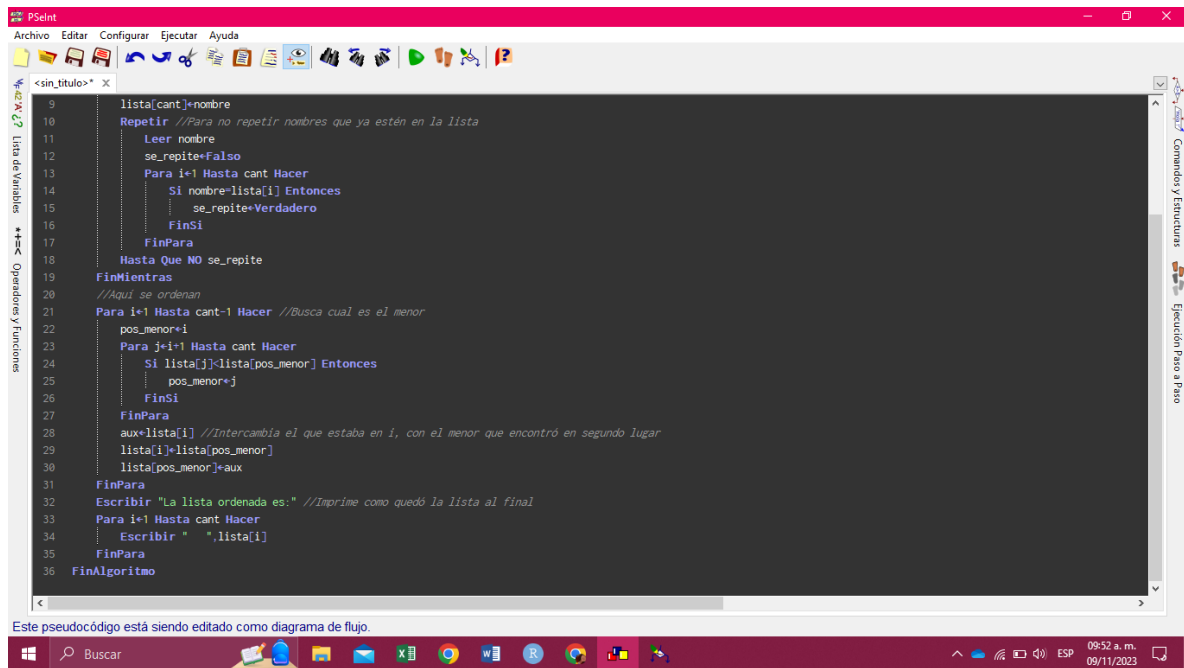 PSeInt
Archivo Editar Configurar Ejecutar Ayuda
<sin_titulo>* X
9 lista[cant]←nombre
10 Repetir //Para no repetir nombres que ya estén en la lista
11 Leer nombre
12 se_repite←Falso
13 Para i←1 Hasta cant Hacer
14 Si nombre=lista[i] Entonces
15 se_repite←Verdadero
16 FinSi
17 FinPara
18 Hasta Que NO se_repite
19 FinMientras
20 //Aquí se ordenan
21 Para i←1 Hasta cant-1 Hacer //Busca cual es el menor
22 pos_menor←i
23 Para j←i+1 Hasta cant Hacer
24 Si lista[j]<lista[pos_menor] Entonces
25 pos_menor←j
26 FinSi
27 FinPara
28 aux←lista[i] //Intercambia el que estaba en i, con el menor que encontró en segundo lugar
29 lista[i]←lista[pos_menor]
30 lista[pos_menor]←aux
31 FinPara
32 Escribir "La lista ordenada es:" //Imprime como quedó la lista al final
33 Para i←1 Hasta cant Hacer
34 Escribir "   ",lista[i]
35 FinPara
36 FinAlgoritmo
42 'A' ¿? Lista de Variables
*+=< Operadores y Funciones
Comandos y Estructuras
Ejecución Paso a Paso
Este pseudocódigo está siendo editado como diagrama de flujo.
Buscar
ESP
09:52 a. m.
09/11/2023